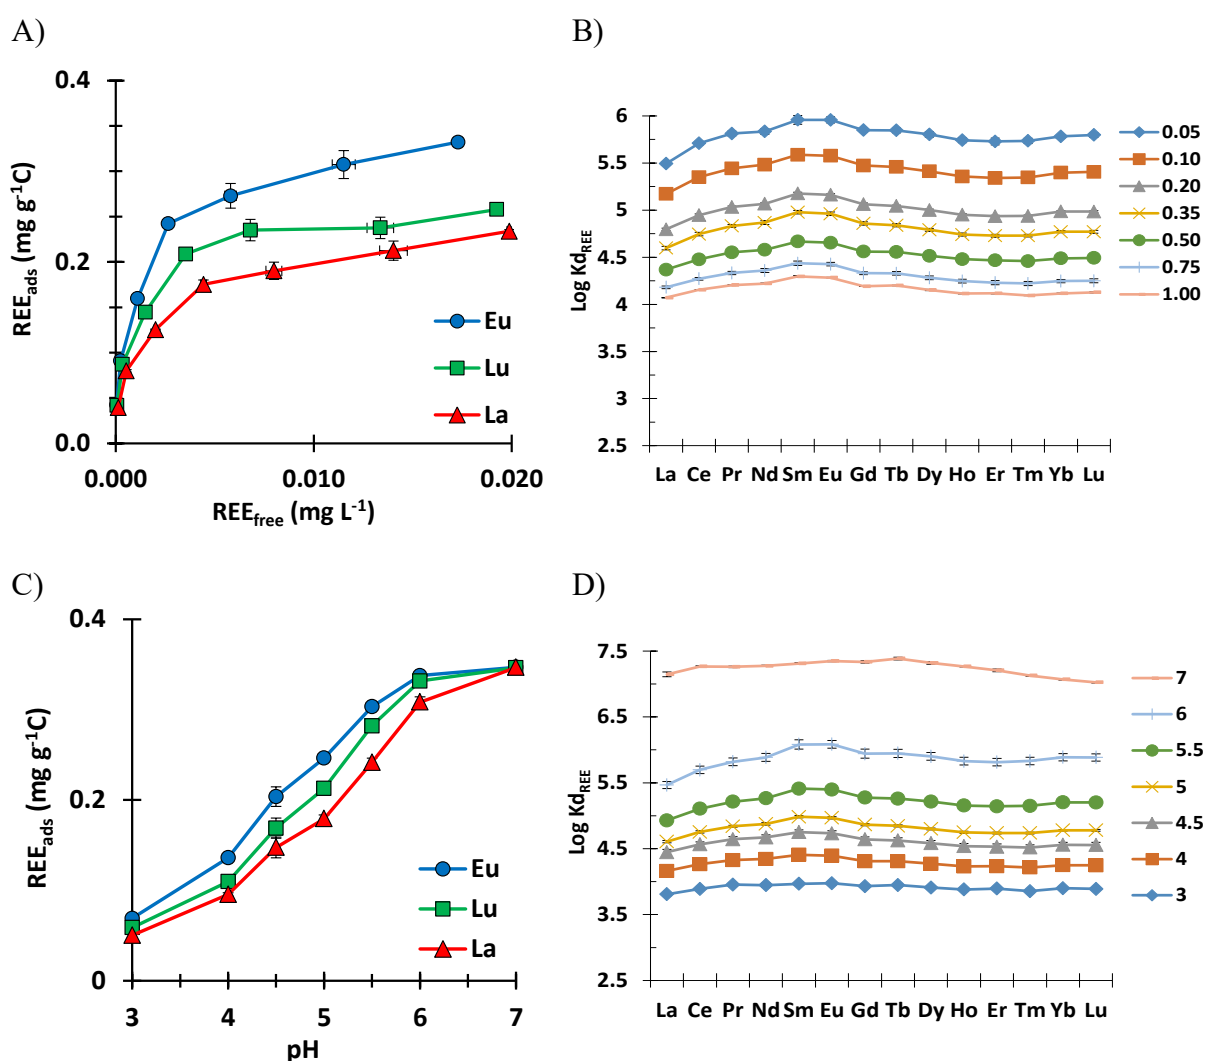 A)
REE_ads (mg g⁻¹C)
0.4
0.2
0.0
0.000
0.010
0.020
REE_free (mg L⁻¹)
Eu
Lu
La
B)
Log Kd_REE
6
5.5
5
4.5
4
3.5
3
2.5
La Ce Pr Nd Sm Eu Gd Tb Dy Ho Er Tm Yb Lu
0.05
0.10
0.20
0.35
0.50
0.75
1.00
C)
REE_ads (mg g⁻¹C)
0.4
0.2
0
3 4 5 6 7
pH
Eu
Lu
La
D)
Log Kd_REE
7.5
6.5
5.5
4.5
3.5
2.5
La Ce Pr Nd Sm Eu Gd Tb Dy Ho Er Tm Yb Lu
7
6
5.5
5
4.5
4
3